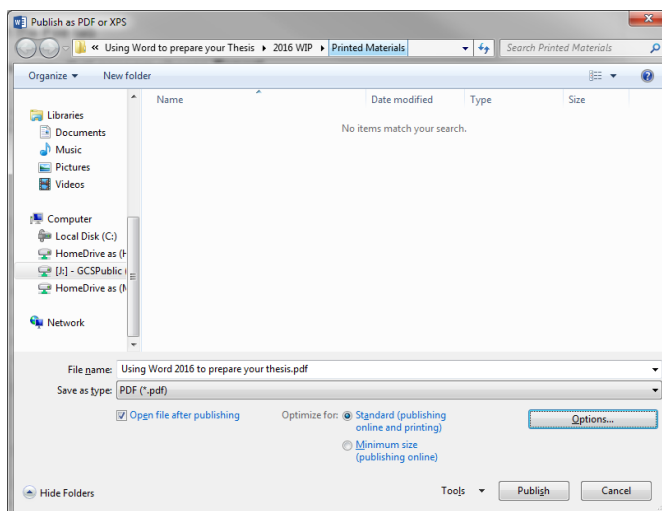 Publish as PDF or XPS
« Using Word to prepare your Thesis ▸ 2016 WIP ▸ Printed Materials
Search Printed Materials
Organize New folder
Name Date modified Type Size
No items match your search.
Libraries
Documents
Music
Pictures
Videos
Computer
Local Disk (C:)
HomeDrive as (H
[J:] - GCSPublic (
HomeDrive as (M
Network
File name: Using Word 2016 to prepare your thesis.pdf
Save as type: PDF (*.pdf)
Open file after publishing
Optimize for: Standard (publishing
online and printing)
Minimum size
(publishing online)
Options...
Hide Folders
Tools Publish Cancel